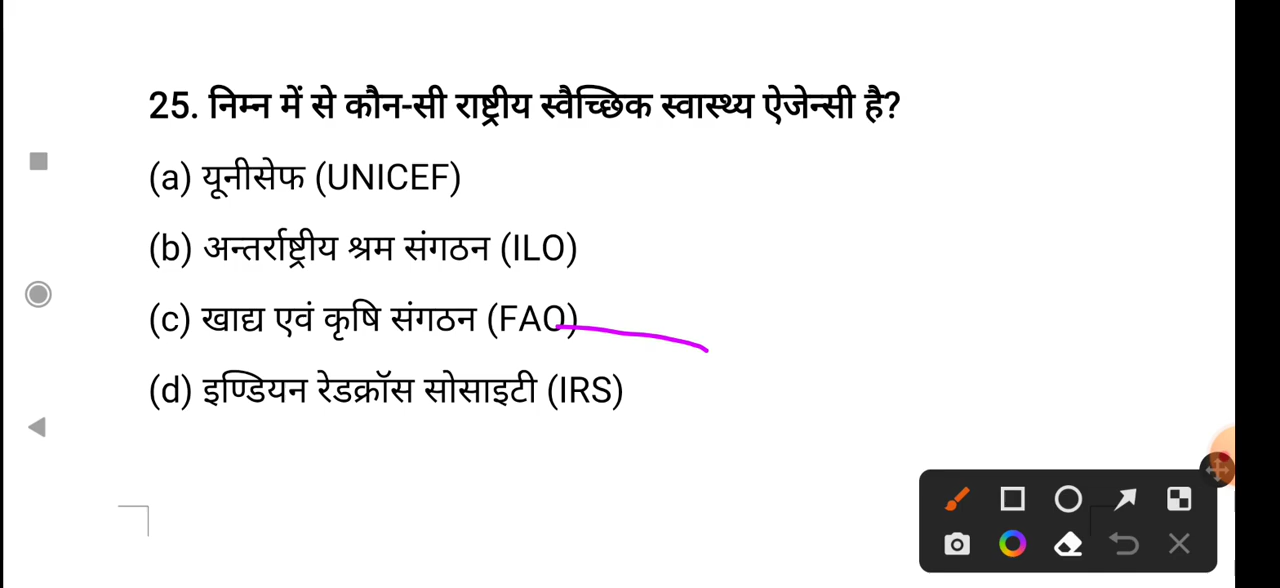 25. निम्न में से कौन-सी राष्ट्रीय स्वैच्छिक स्वास्थ्य ऐजेन्सी है?
(a) यूनीसेफ (UNICEF)
(b) अन्तर्राष्ट्रीय श्रम संगठन (ILO)
(c) खाद्य एवं कृषि संगठन (FAO)
(d) इण्डियन रेडक्रॉस सोसाइटी (IRS)